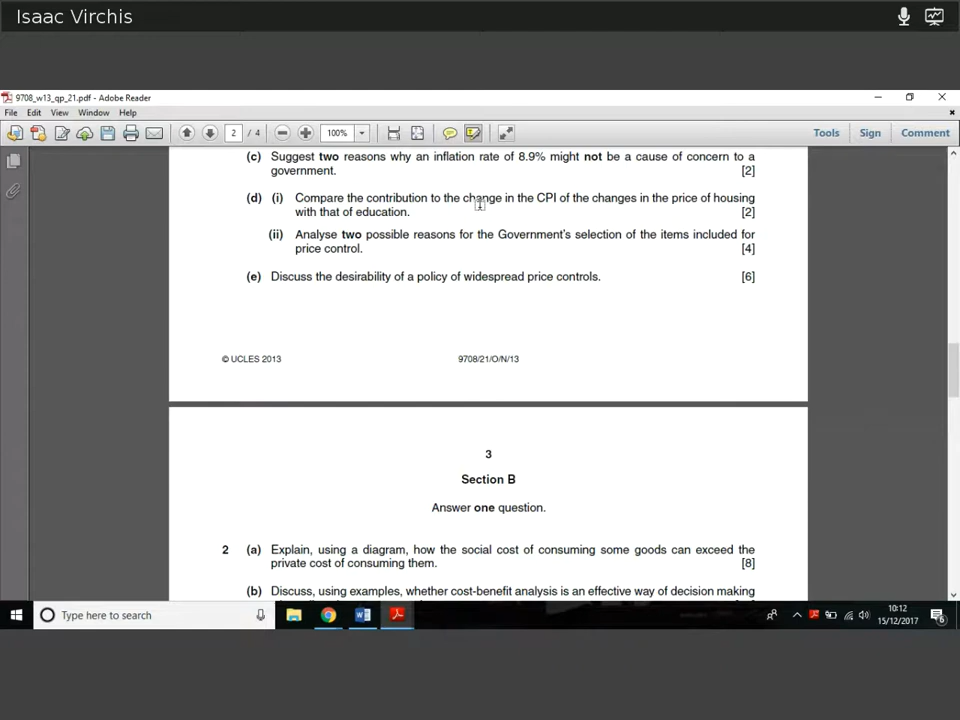 Isaac Virchis
9708_w13_qp_21.pdf - Adobe Reader
File Edit View Window Help
2 / 4 100% Tools Sign Comment
(c) Suggest two reasons why an inflation rate of 8.9% might not be a cause of concern to a
government. [2]
(d) (i) Compare the contribution to the change in the CPI of the changes in the price of housing
with that of education. [2]
(ii) Analyse two possible reasons for the Government's selection of the items included for
price control. [4]
(e) Discuss the desirability of a policy of widespread price controls. [6]
© UCLES 2013 9708/21/O/N/13
3
Section B
Answer one question.
2 (a) Explain, using a diagram, how the social cost of consuming some goods can exceed the
private cost of consuming them. [8]
(b) Discuss, using examples, whether cost-benefit analysis is an effective way of decision making
Type here to search
10:12
15/12/2017
6